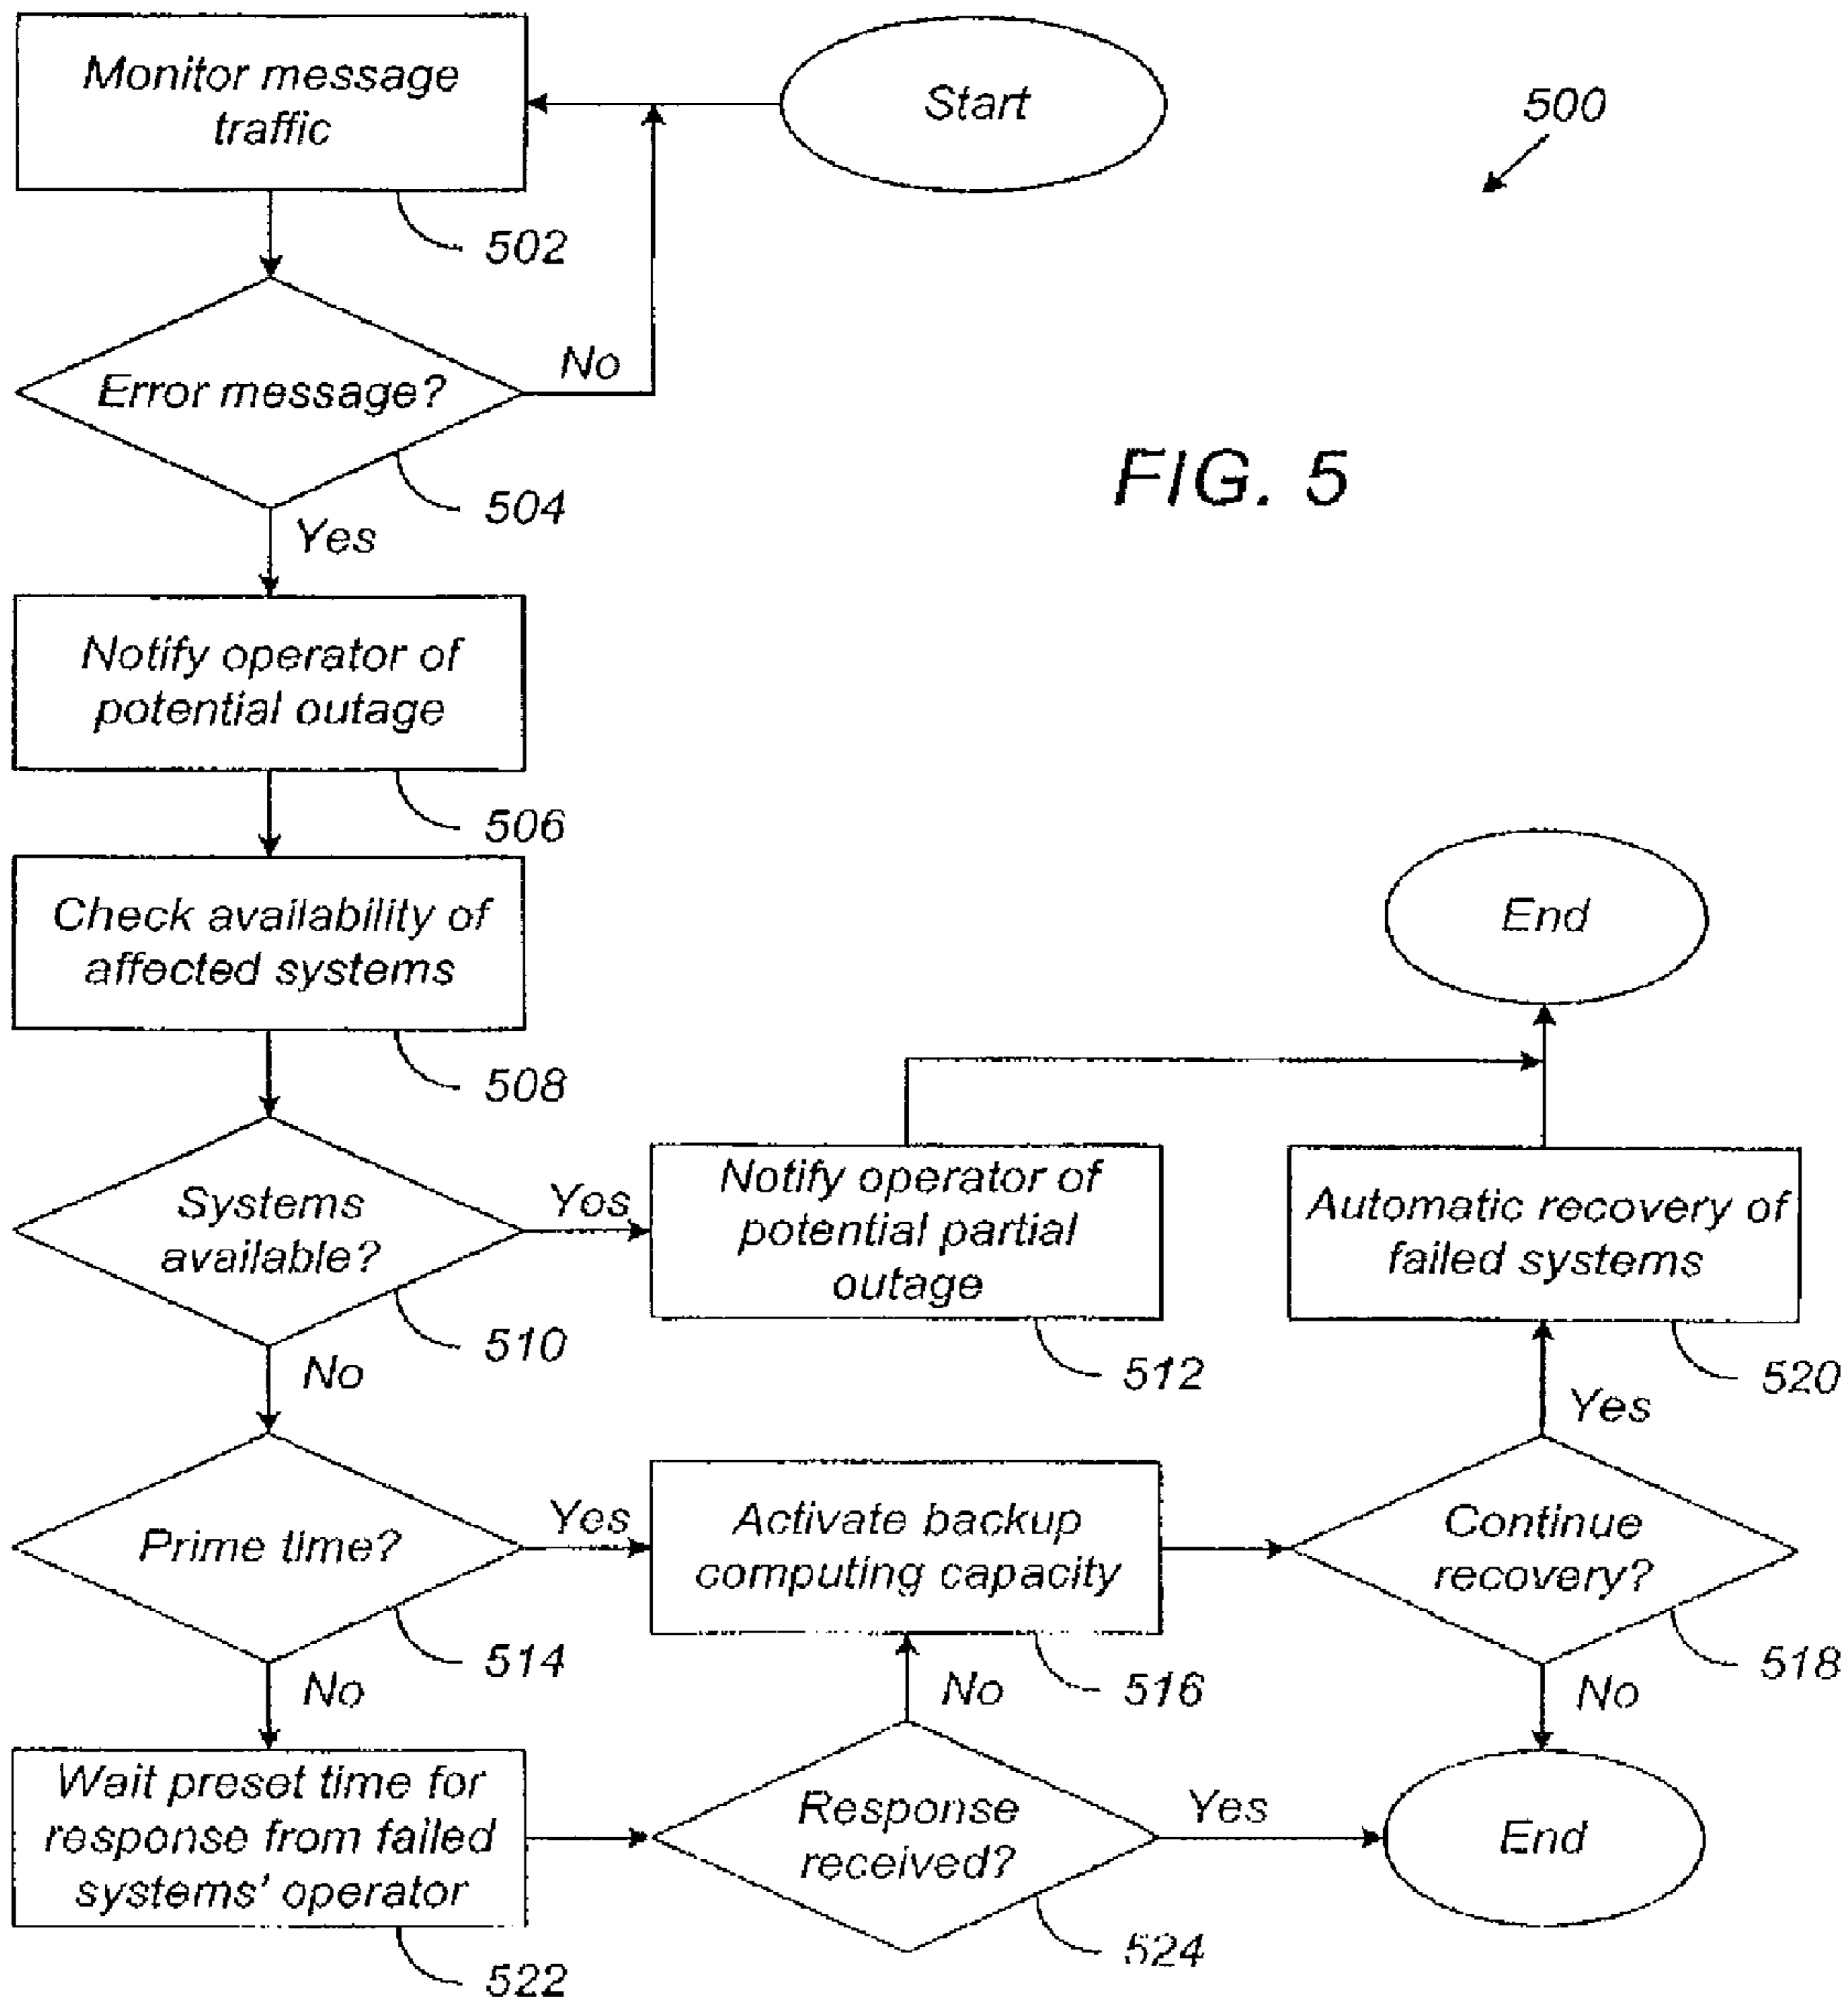 Monitor message
traffic
Start
500
502
Error message?
No
504
FIG. 5
Yes
Notify operator of
potential outage
506
Check availability of
affected systems
End
508
Systems
available?
Yes
Notify operator of
potential partial
outage
Automatic recovery of
failed systems
510
No
512
520
Yes
Prime time?
Yes
Activate backup
computing capacity
Continue
recovery?
514
No
516
No
518
No
Wait preset time for
response from failed
systems' operator
Response
received?
Yes
End
522
524